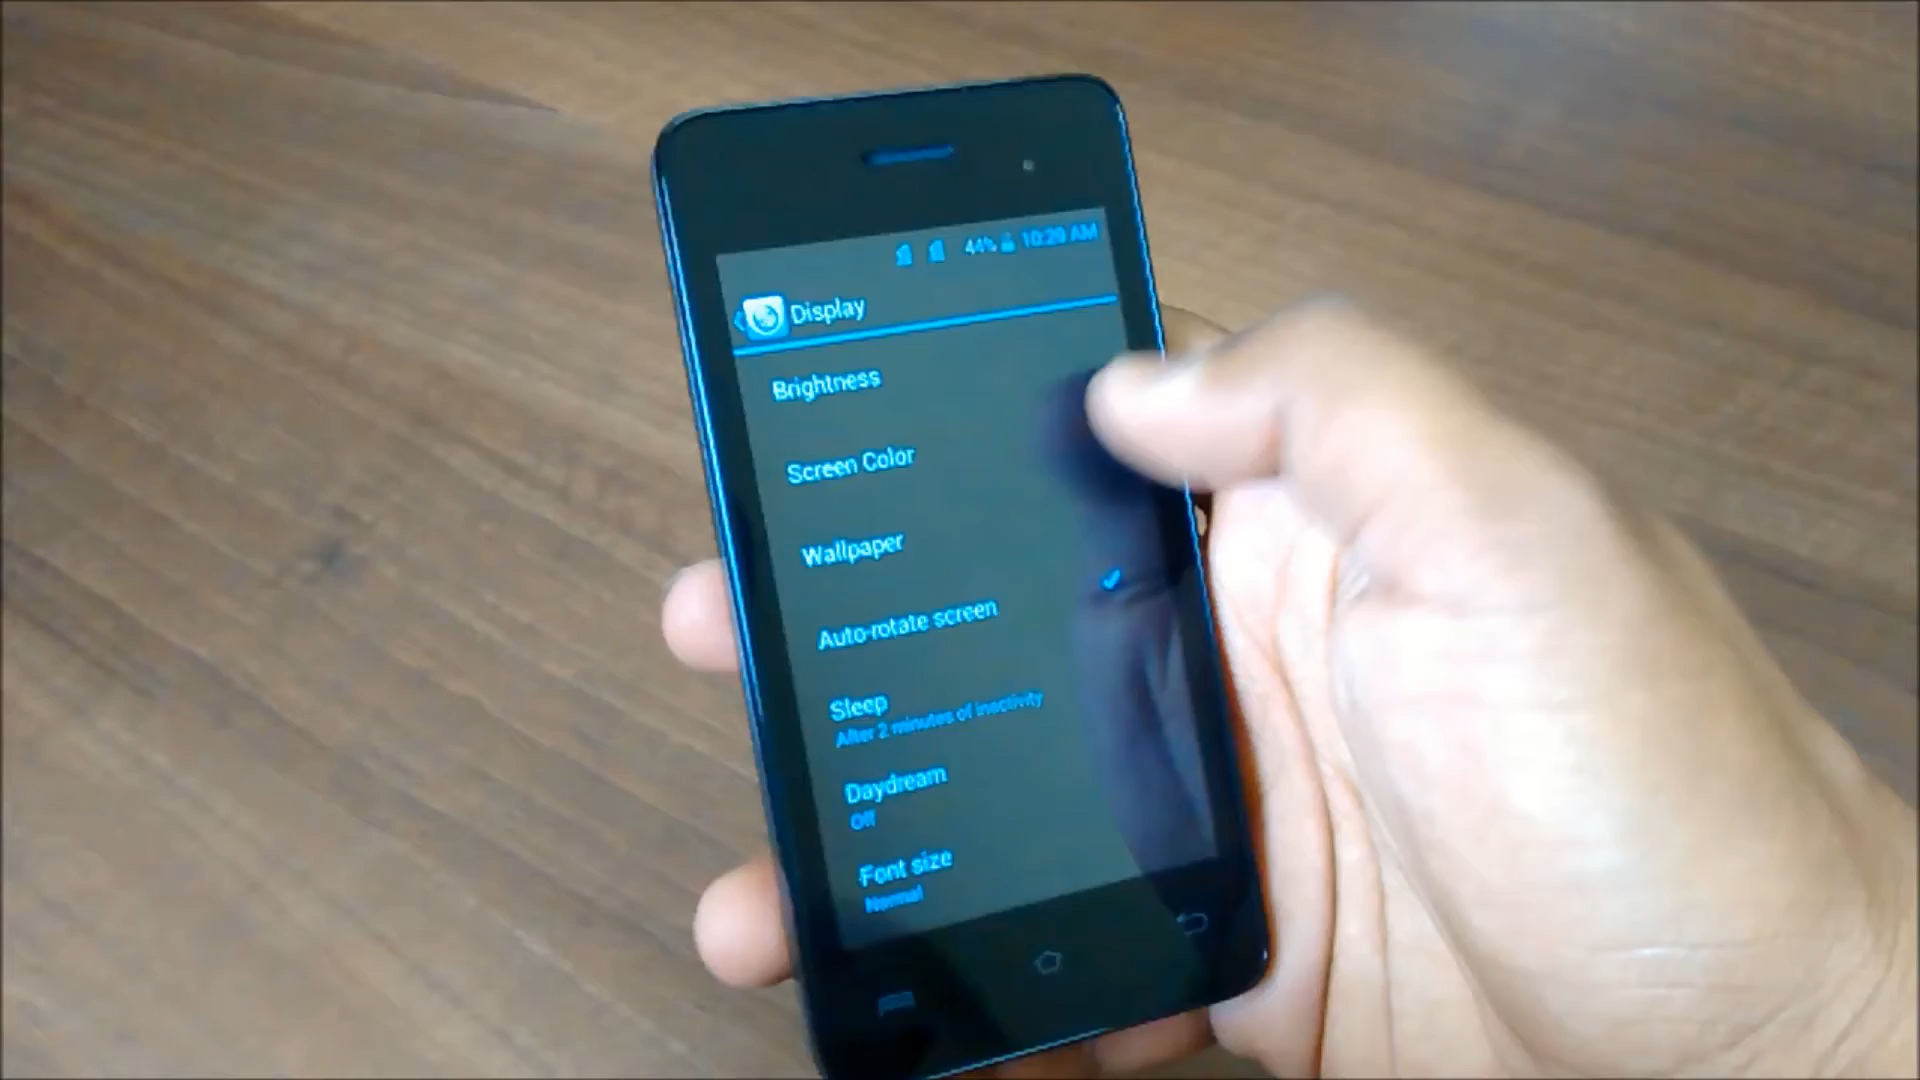 44% 10:29 AM
Display
Brightness
Screen Color
Wallpaper
Auto-rotate screen
Sleep
After 2 minutes of inactivity
Daydream
Off
Font size
Normal